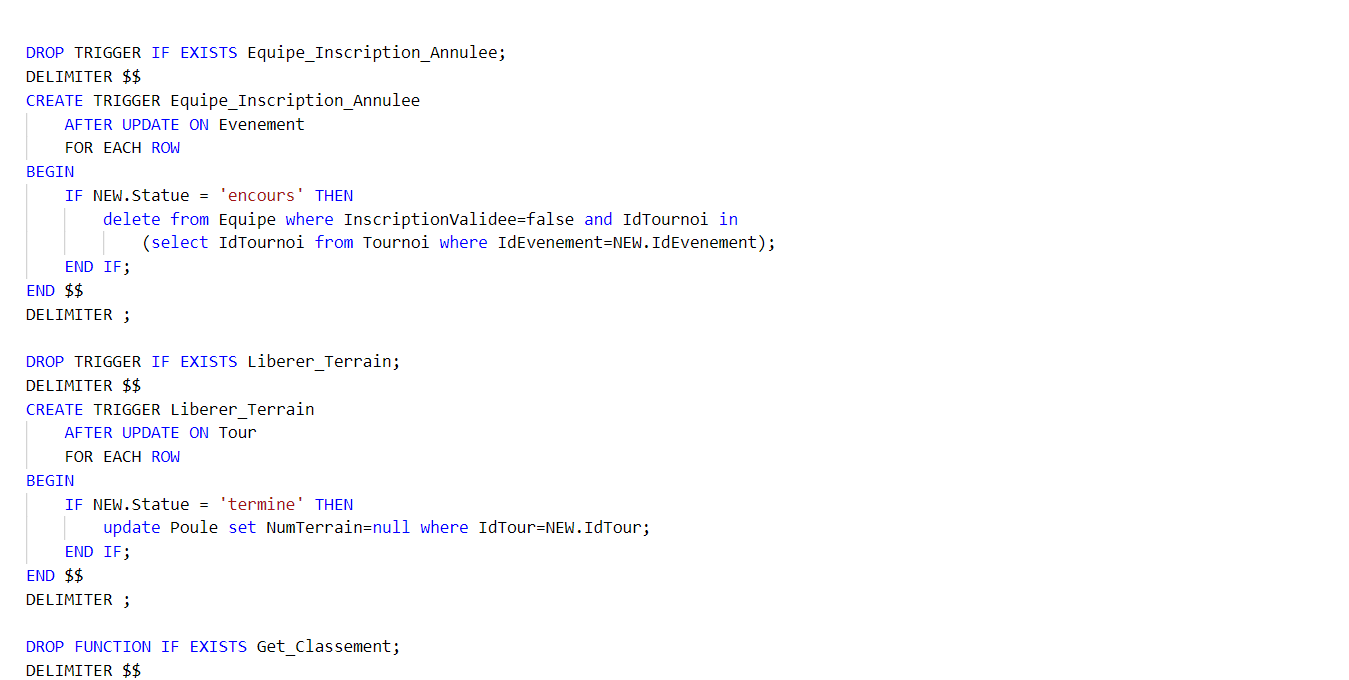 DROP TRIGGER IF EXISTS Equipe_Inscription_Annulee;
DELIMITER $$
CREATE TRIGGER Equipe_Inscription_Annulee
    AFTER UPDATE ON Evenement
    FOR EACH ROW
BEGIN
    IF NEW.Statue = 'encours' THEN
        delete from Equipe where InscriptionValidee=false and IdTournoi in
            (select IdTournoi from Tournoi where IdEvenement=NEW.IdEvenement);
    END IF;
END $$
DELIMITER ;

DROP TRIGGER IF EXISTS Liberer_Terrain;
DELIMITER $$
CREATE TRIGGER Liberer_Terrain
    AFTER UPDATE ON Tour
    FOR EACH ROW
BEGIN
    IF NEW.Statue = 'termine' THEN
        update Poule set NumTerrain=null where IdTour=NEW.IdTour;
    END IF;
END $$
DELIMITER ;

DROP FUNCTION IF EXISTS Get_Classement;
DELIMITER $$